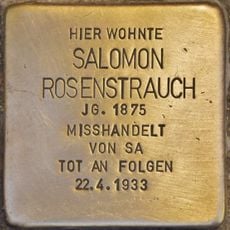 HIER WOHNTE
SALOMON
ROSENSTRAUCH
JG. 1875
MISSHANDELT
VON SA
TOT AN FOLGEN
22.4.1933